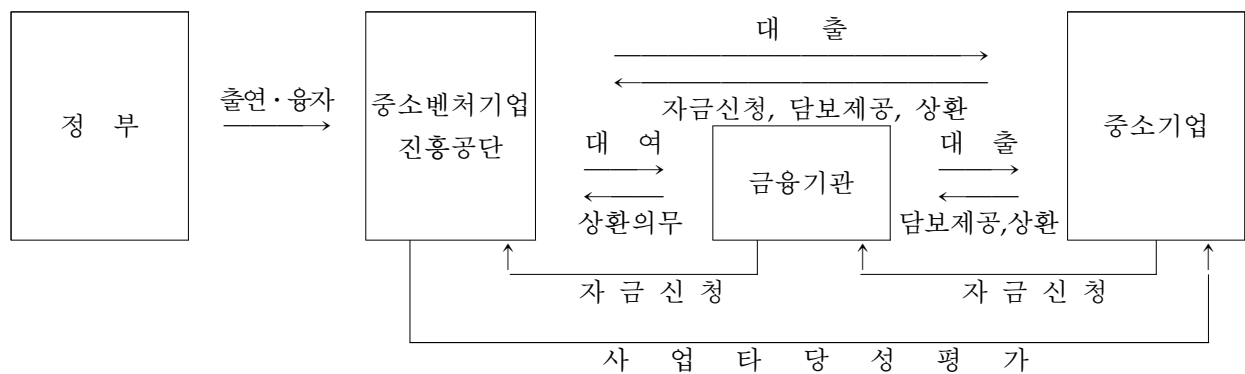 대 출
출연·융자
중소벤처기업
진흥공단
정 부
자금신청, 담보제공, 상환
중소기업
대 여
대 출
금융기관
상환의무
담보제공,상환
자 금 신 청
자 금 신 청
사 업 타 당 성 평 가